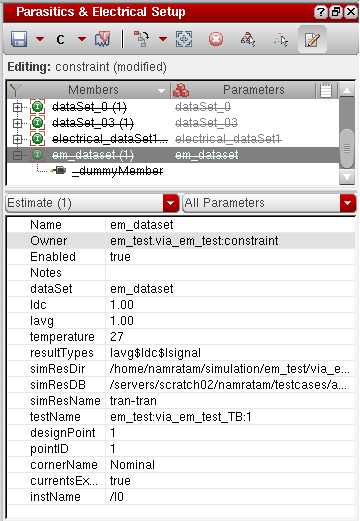 Parasitics & Electrical Setup
C
Editing: constraint (modified)
Members Parameters
dataSet_0 (1) dataSet_0
dataSet_03 (1) dataSet_03
electrical_dataSet1... electrical_dataSet1
em_dataset (1) em_dataset
_dummyMember
Estimate (1) All Parameters
Name em_dataset
Owner em_test.via_em_test:constraint
Enabled true
Notes
dataSet em_dataset
Idc 1.00
Iavg 1.00
temperature 27
resultTypes Iavg$Idc$Isignal
simResDir /home/namratam/simulation/em_test/via_e...
simResDB /servers/scratch02/namratam/testcases/a...
simResName tran-tran
testName em_test:via_em_test_TB:1
designPoint 1
pointID 1
cornerName Nominal
currentsEx... true
instName /I0